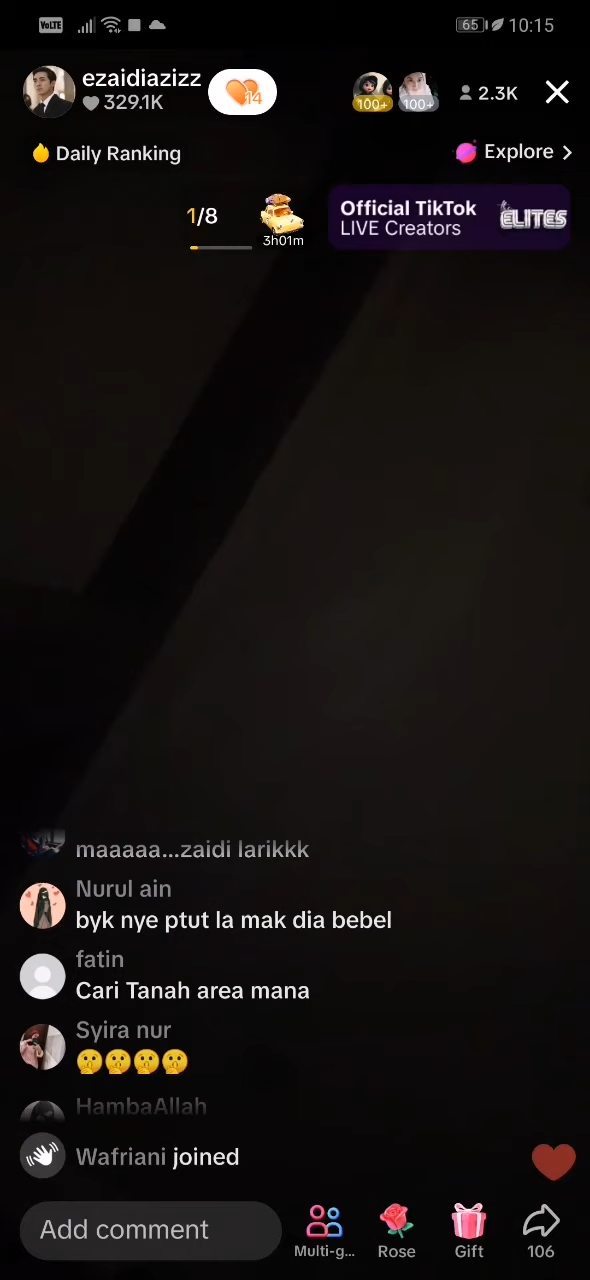 VoLTE
65
10:15
ezaidiazizz
329.1K
14
100+
100+
2.3K
Daily Ranking
Explore >
1/8
3h01m
Official TikTok
LIVE Creators
ELITES
maaaaa...zaidi larikkk
Nurul ain
byk nye ptut la mak dia bebel
fatin
Cari Tanah area mana
Syira nur
🤫🤫🤫🤫
HambaAllah
Wafriani joined
Add comment
Multi-g...
Rose
Gift
106